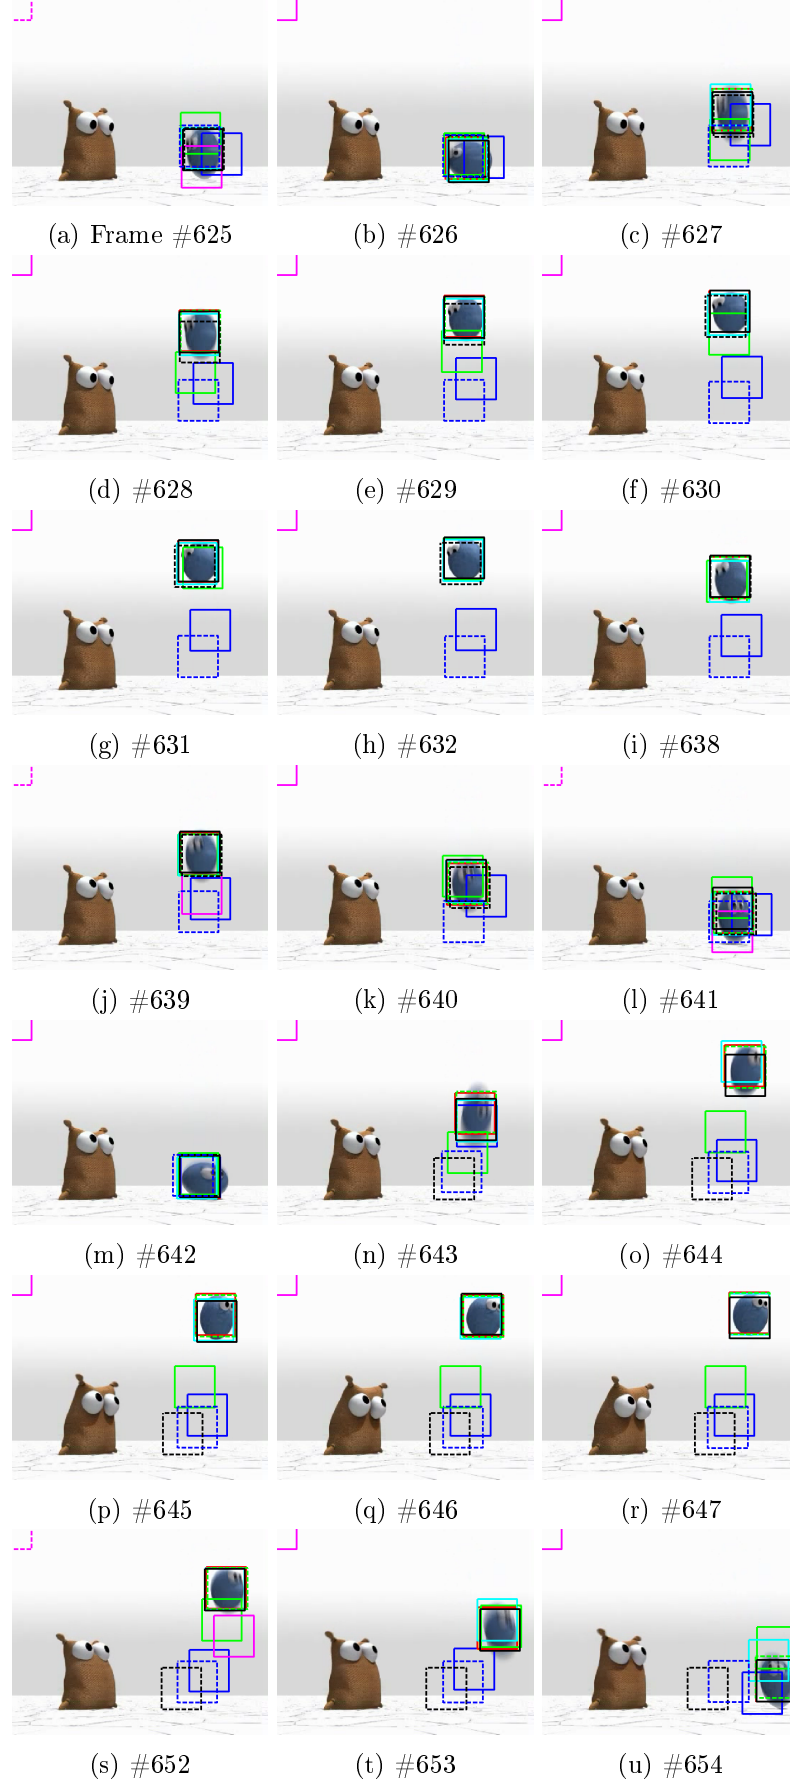 (a) Frame #625
(b) #626
(c) #627
(d) #628
(e) #629
(f) #630
(g) #631
(h) #632
(i) #638
(j) #639
(k) #640
(l) #641
(m) #642
(n) #643
(o) #644
(p) #645
(q) #646
(r) #647
(s) #652
(t) #653
(u) #654